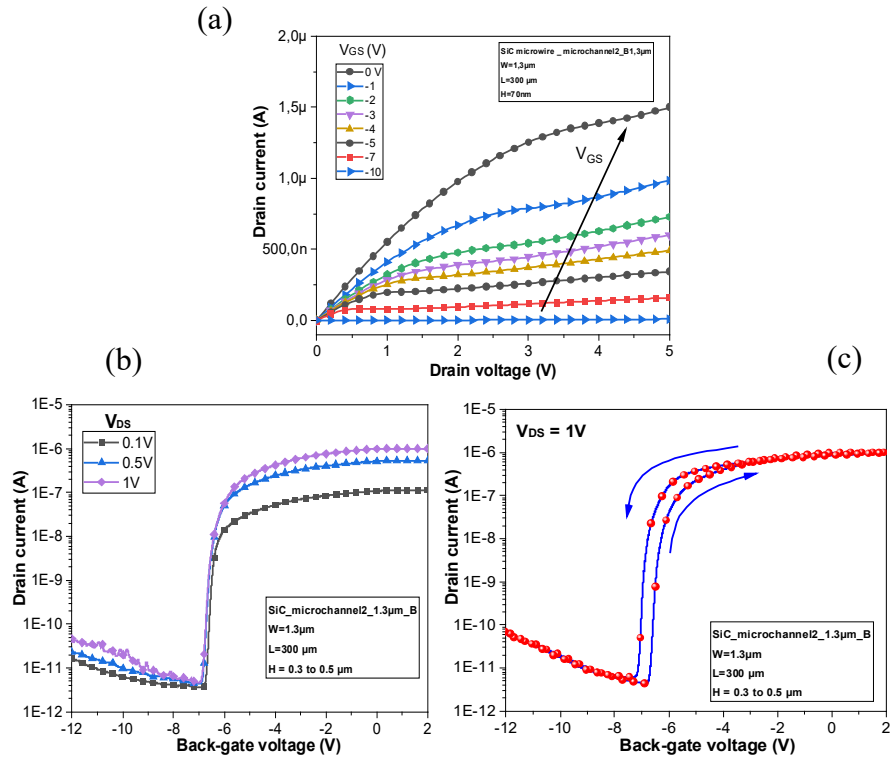 (a)
2,0µ
1,5µ
1,0µ
500,0n
0,0
Drain current (A)
VGS (V)
0 V
-1
-2
-3
-4
-5
-7
-10
SiC microwire _ microchannel2_B1,3µm
W=1,3µm
L=300 µm
H=70nm
VGS
0 1 2 3 4 5
Drain voltage (V)
(b)
1E-5
1E-6
1E-7
1E-8
1E-9
1E-10
1E-11
1E-12
Drain current (A)
VDS
0.1V
0.5V
1V
SiC_microchannel2_1.3µm_B
W=1.3µm
L=300 µm
H = 0.3 to 0.5 µm
-12 -10 -8 -6 -4 -2 0 2
Back-gate voltage (V)
(c)
1E-5
1E-6
1E-7
1E-8
1E-9
1E-10
1E-11
1E-12
Drain current (A)
VDS = 1V
SiC_microchannel2_1.3µm_B
W=1.3µm
L=300 µm
H = 0.3 to 0.5 µm
-12 -10 -8 -6 -4 -2 0 2
Back-gate voltage (V)